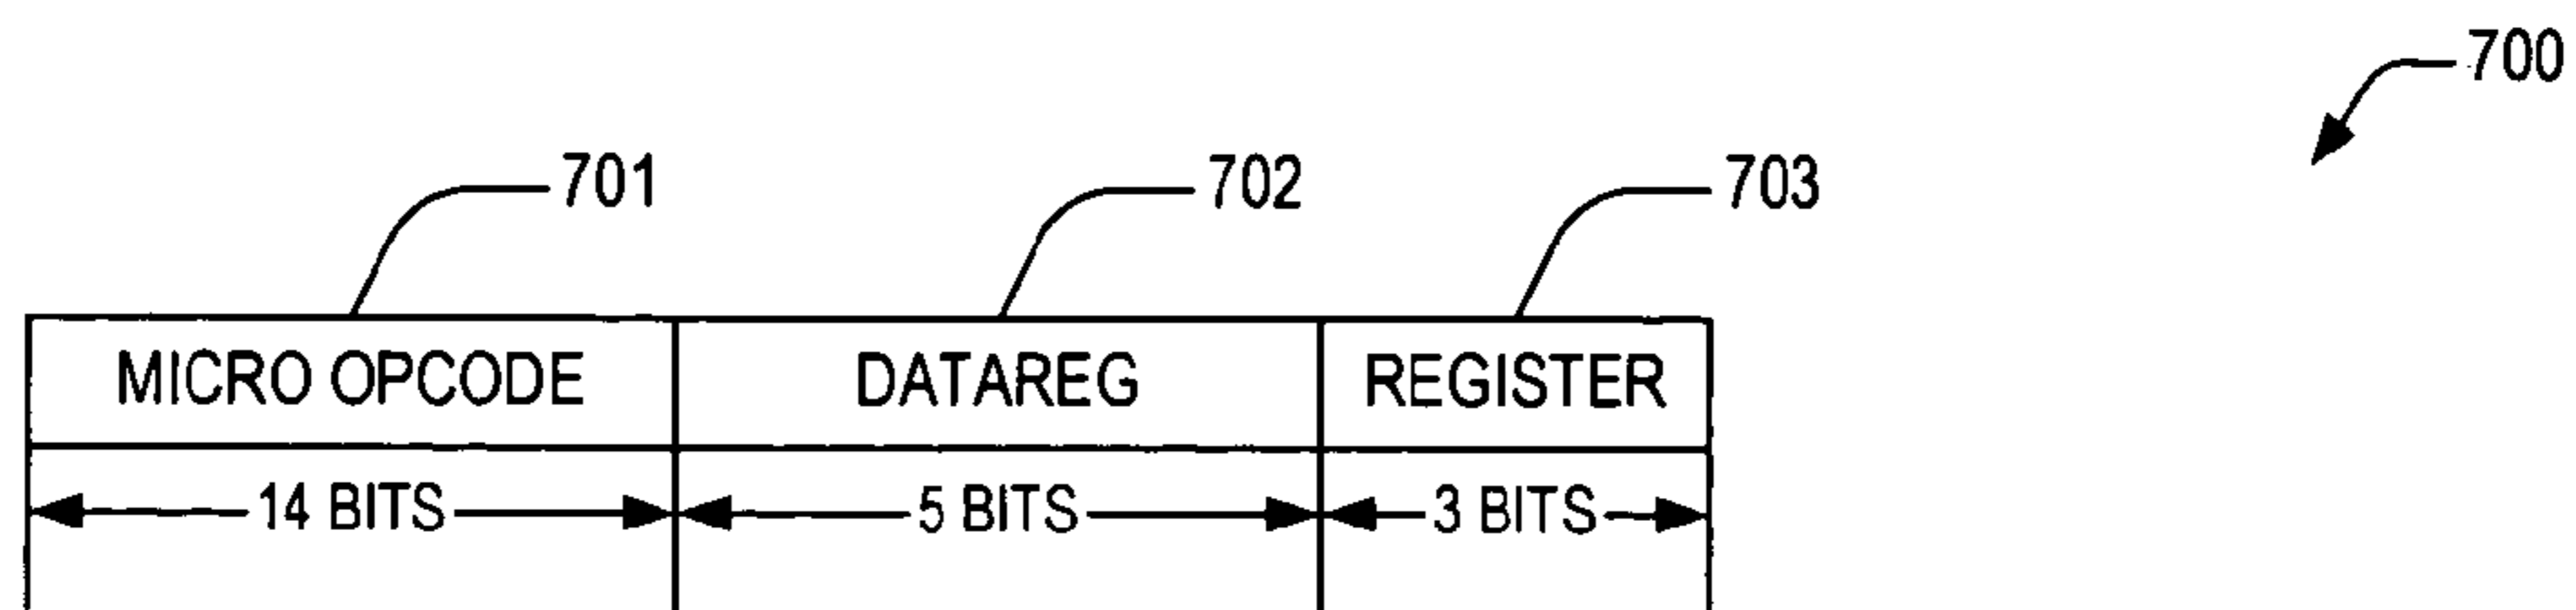 700
701 702 703
MICRO OPCODE DATAREG REGISTER
14 BITS 5 BITS 3 BITS